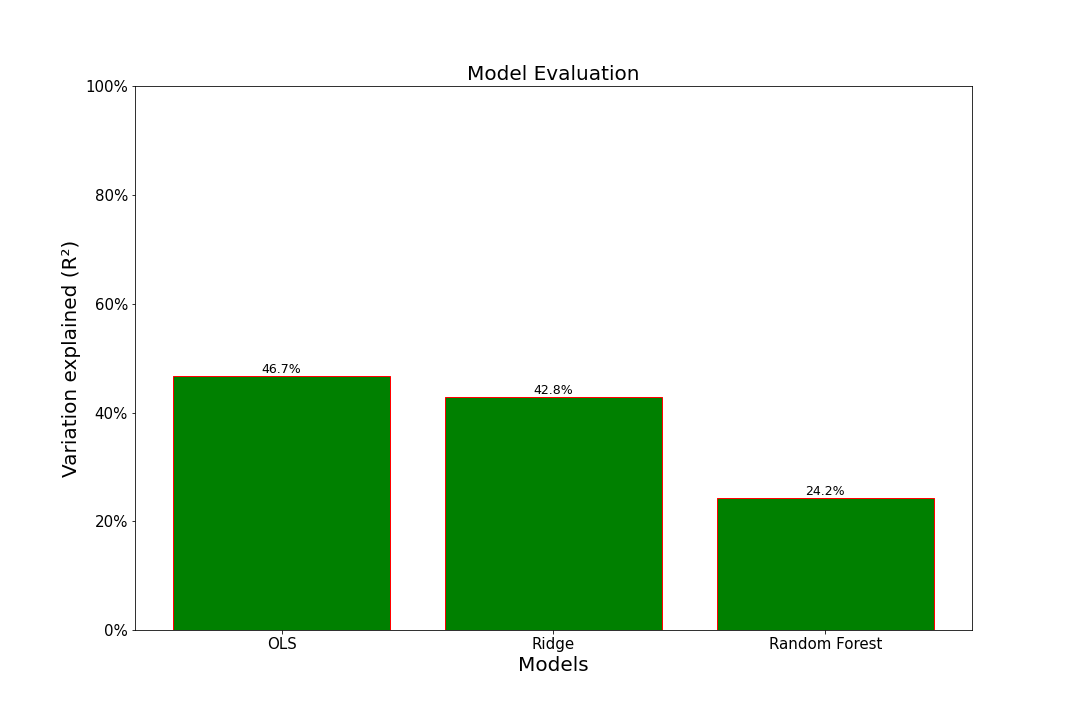 Model Evaluation
100%
80%
60%
40%
20%
0%
Variation explained (R²)
46.7%
42.8%
24.2%
OLS
Ridge
Random Forest
Models